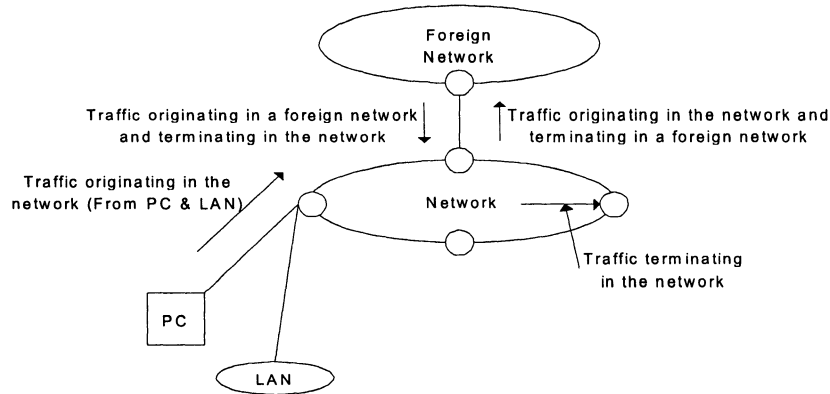 Foreign
Network
Traffic originating in a foreign network
and terminating in the network
Traffic originating in the network and
terminating in a foreign network
Traffic originating in the
network (From PC & LAN)
Network
Traffic terminating
in the network
PC
LAN